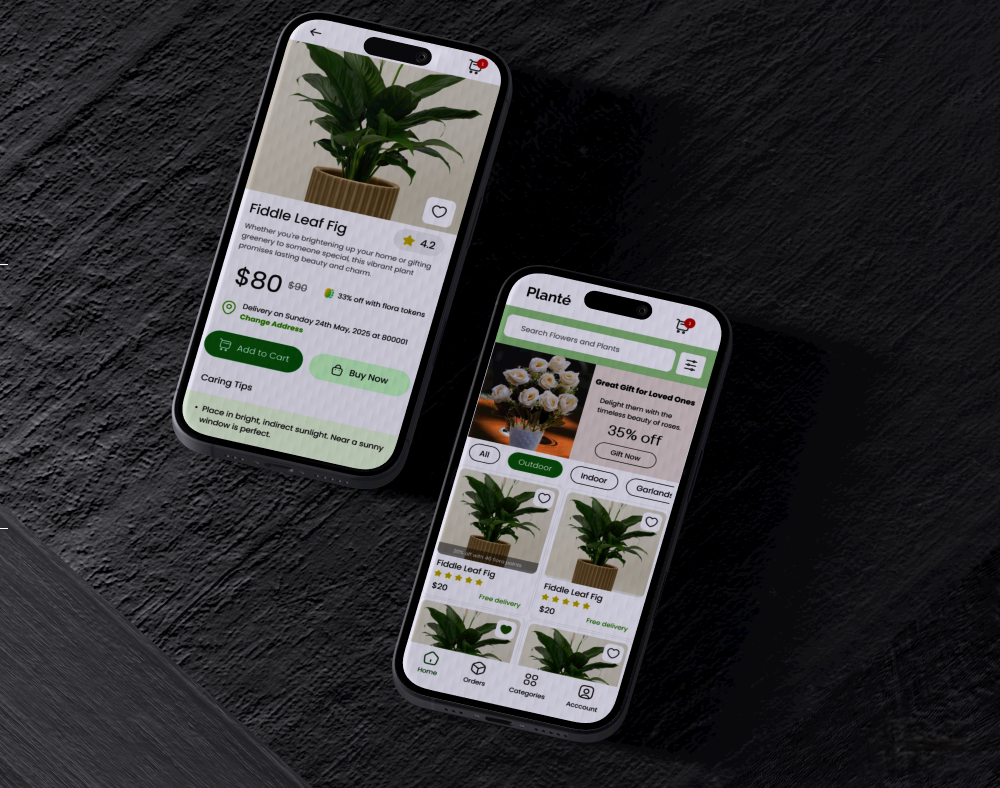 3
Fiddle Leaf Fig
4.2
Whether you're brightening up your home or gifting
greenery to someone special, this vibrant plant
promises lasting beauty and charm.
$80 $90 33% off with flora tokens
Delivery on Sunday 24th May, 2025 at 800001
Change Address
Add to Cart Buy Now
Caring Tips
• Place in bright, indirect sunlight. Near a sunny
window is perfect.
Planté
3
Search Flowers and Plants
Great Gift for Loved Ones
Delight them with the
timeless beauty of roses.
35% off
Gift Now
All Outdoor Indoor Garlands
Fiddle Leaf Fig
$20
Free delivery
Fiddle Leaf Fig
$20
Free delivery
Home Orders Categories Acccount